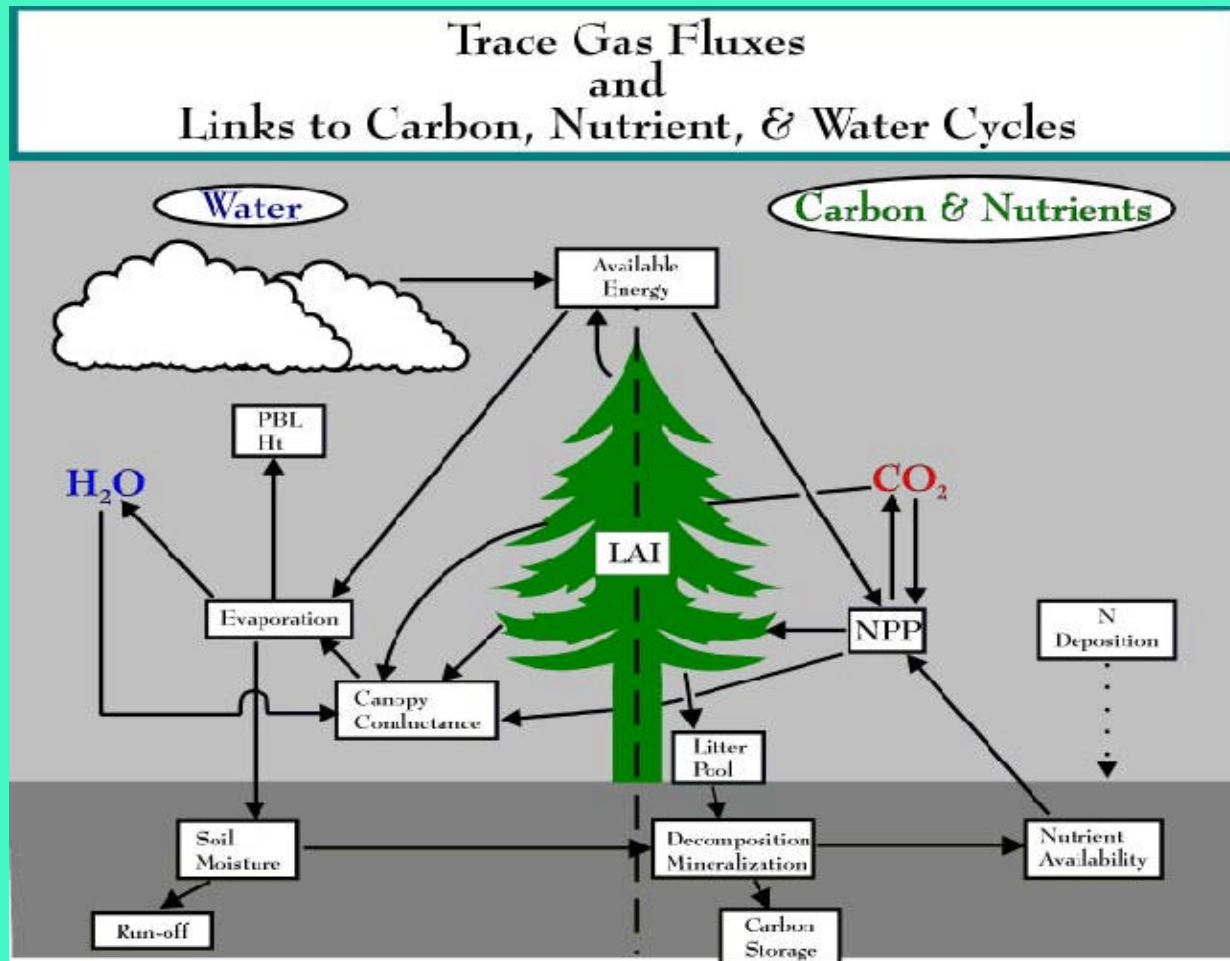 Trace Gas Fluxes
and
Links to Carbon, Nutrient, & Water Cycles
Water
Carbon & Nutrients
Available
Energy
PBL
Ht
H₂O
CO₂
LAI
Evaporation
NPP
N
Deposition
Canopy
Conductance
Litter
Pool
Soil
Moisture
Decomposition
Mineralization
Nutrient
Availability
Run-off
Carbon
Storage